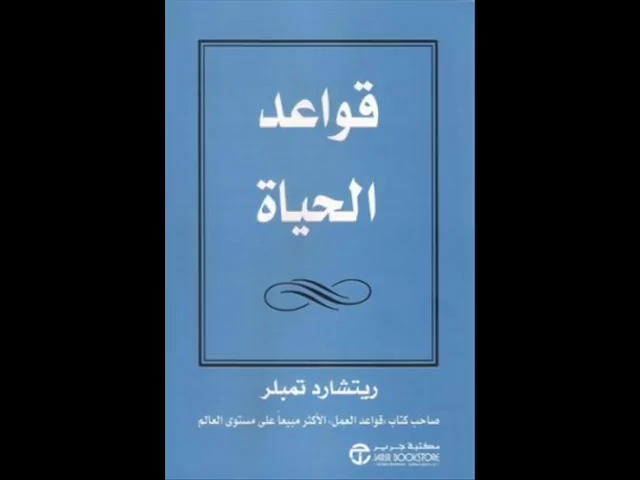 قواعد
الحياة
ريتشارد تمبلر
صاحب كتاب «قواعد العمل» الأكثر مبيعاً على مستوى العالم
مكتبة جرير
JARIR BOOKSTORE